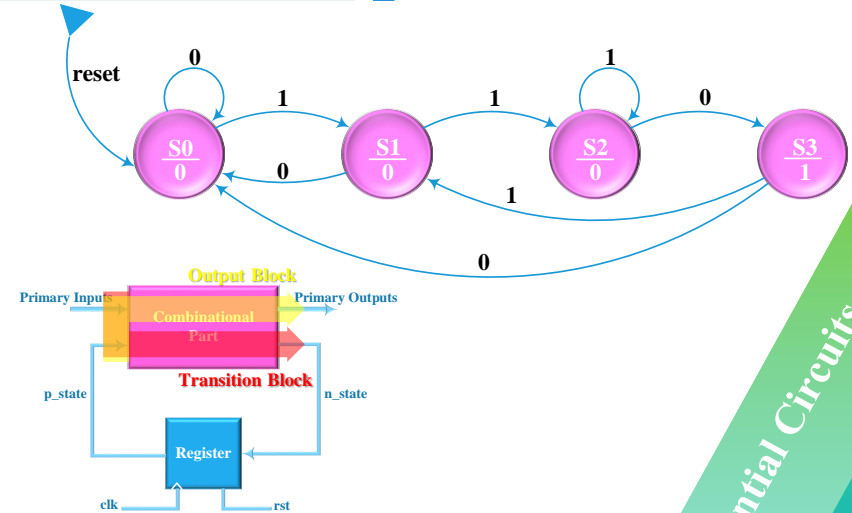 reset
0
1
1
1
0
S0
0
S1
0
S2
0
S3
1
0
1
0
Output Block
Primary Inputs
Primary Outputs
Combinational
Part
Transition Block
p_state
n_state
Register
clk
rst
Circuits